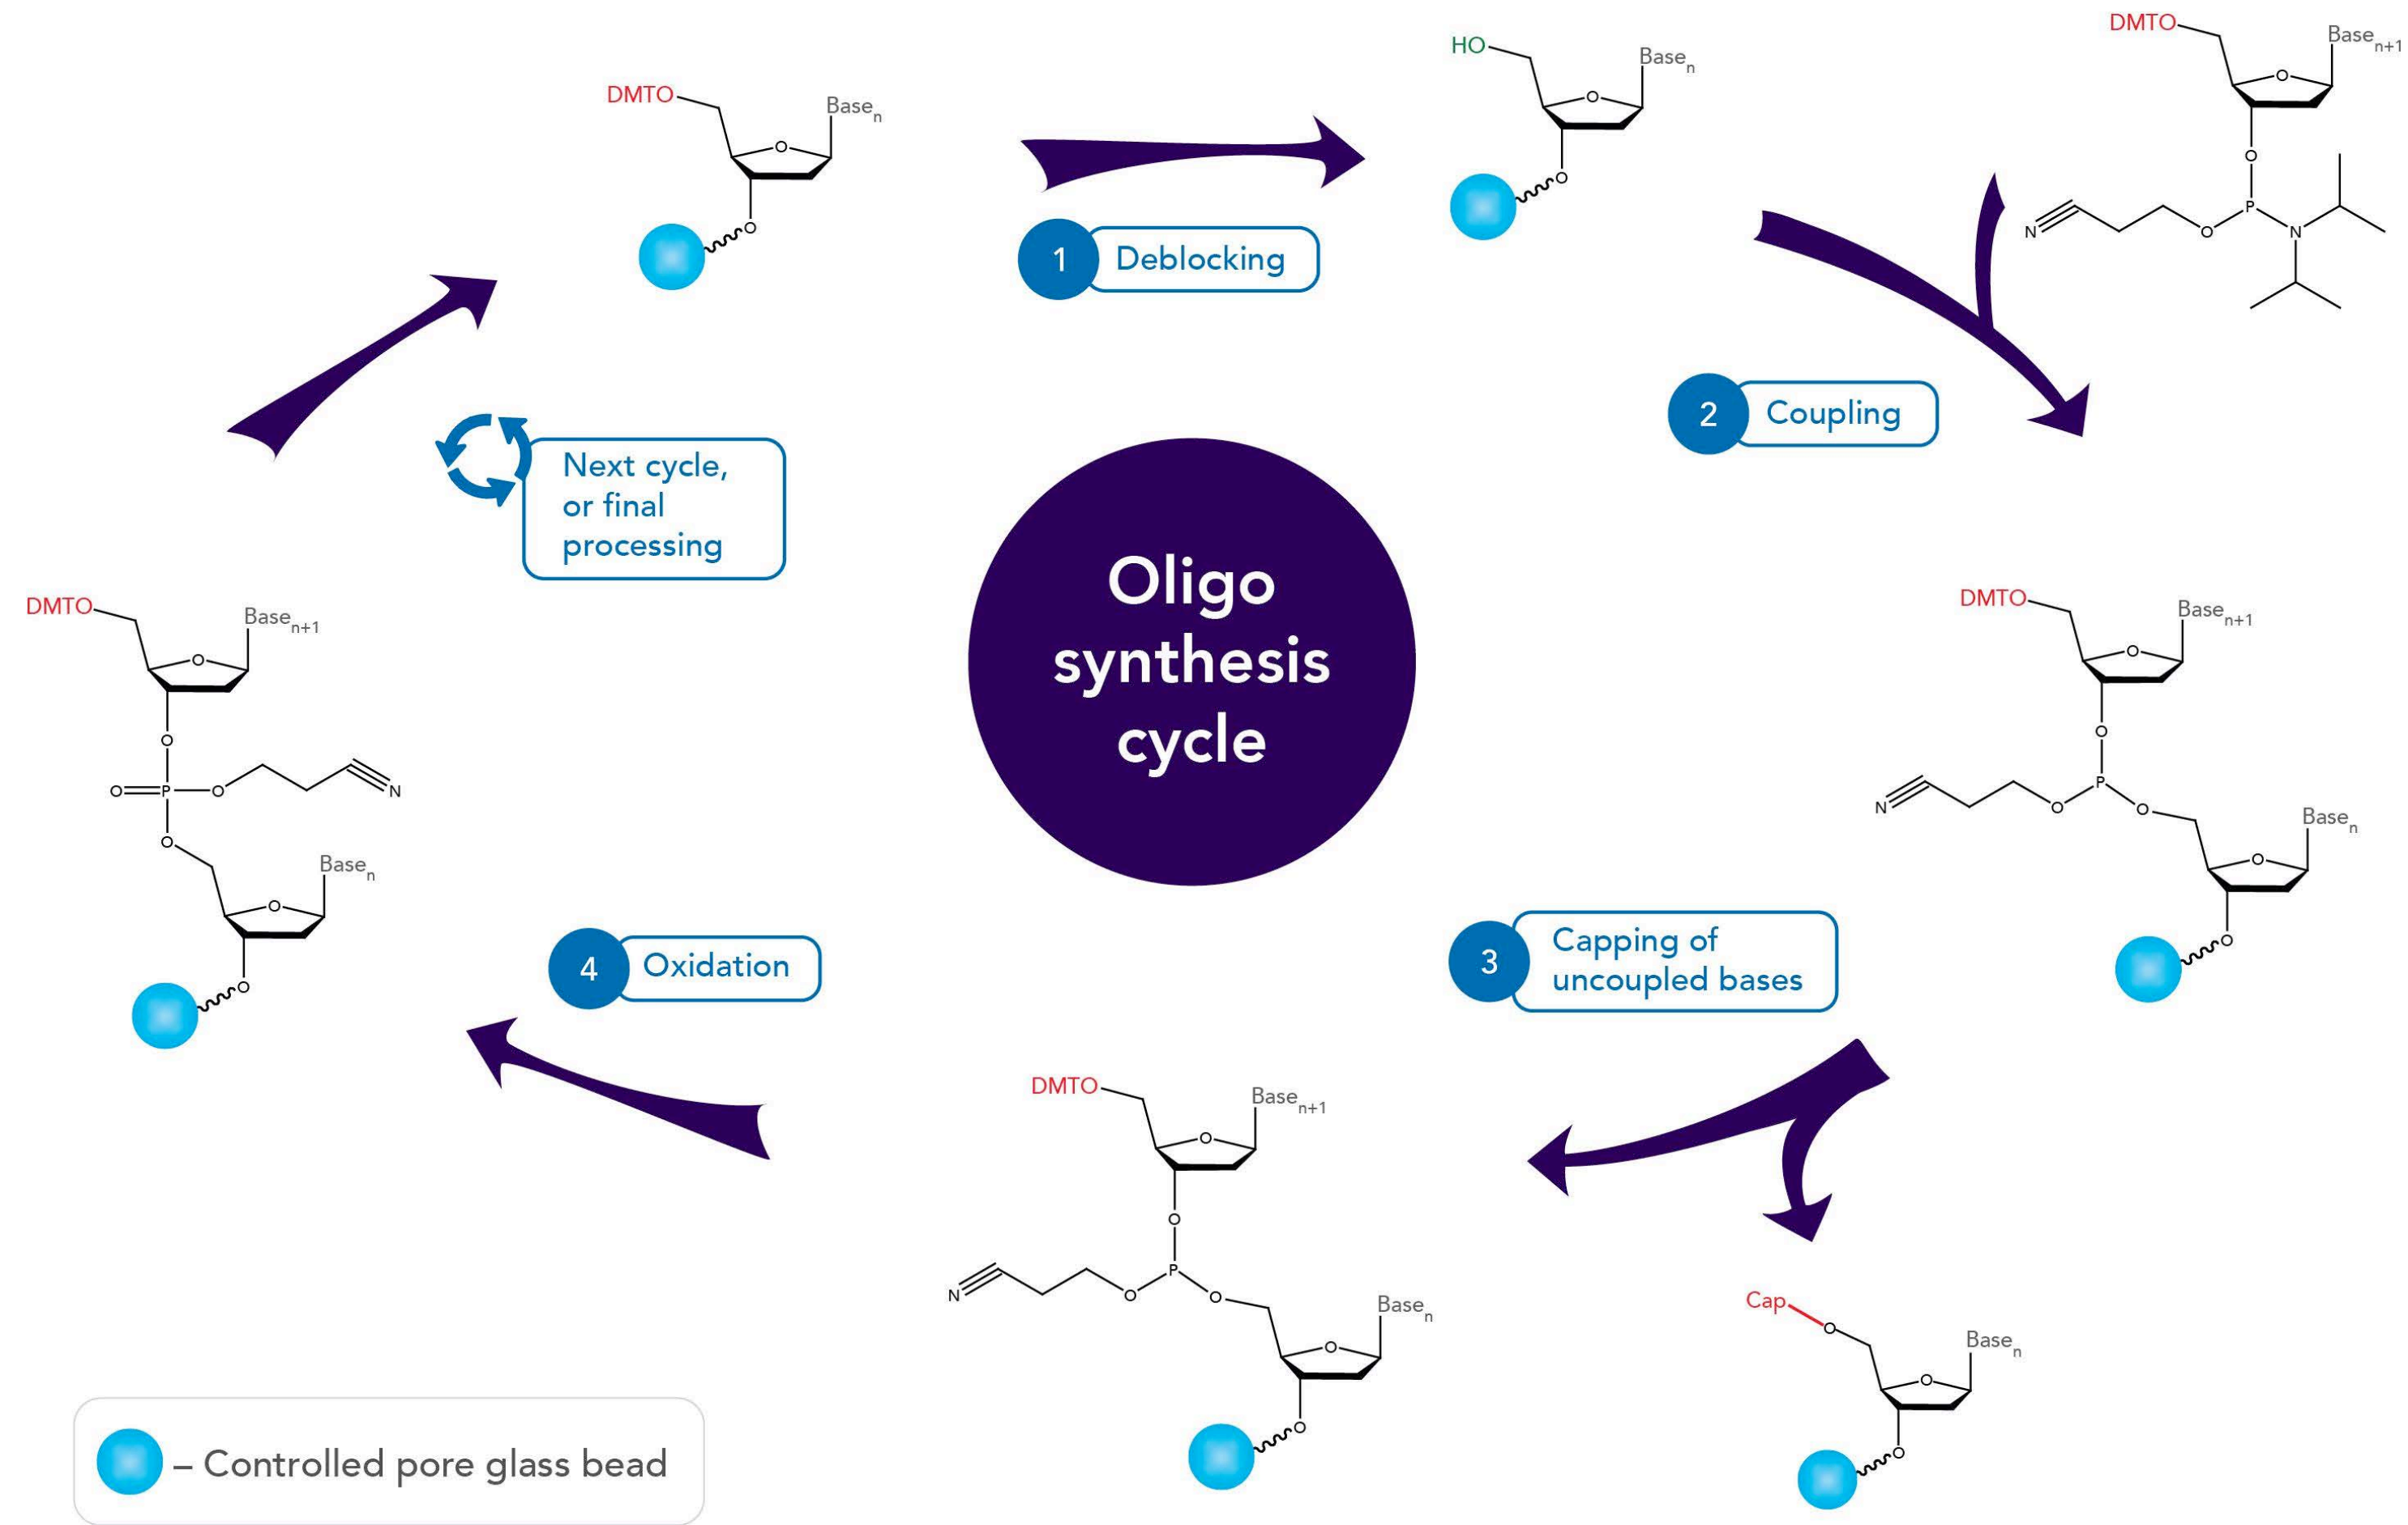 DMTO
Base n
O
O
1 Deblocking
HO
Base n
O
O
DMTO
Base n+1
O
O
N
O
P
N
2 Coupling
Next cycle,
or final
processing
Oligo
synthesis
cycle
DMTO
Base n+1
O
O
N
O
P
O
Base n
O
O
DMTO
Base n+1
O
O
O
P
O
N
O
Base n
O
O
3 Capping of
uncoupled bases
4 Oxidation
DMTO
Base n+1
O
O
N
O
P
O
Base n
O
O
Cap
O
Base n
O
O
– Controlled pore glass bead